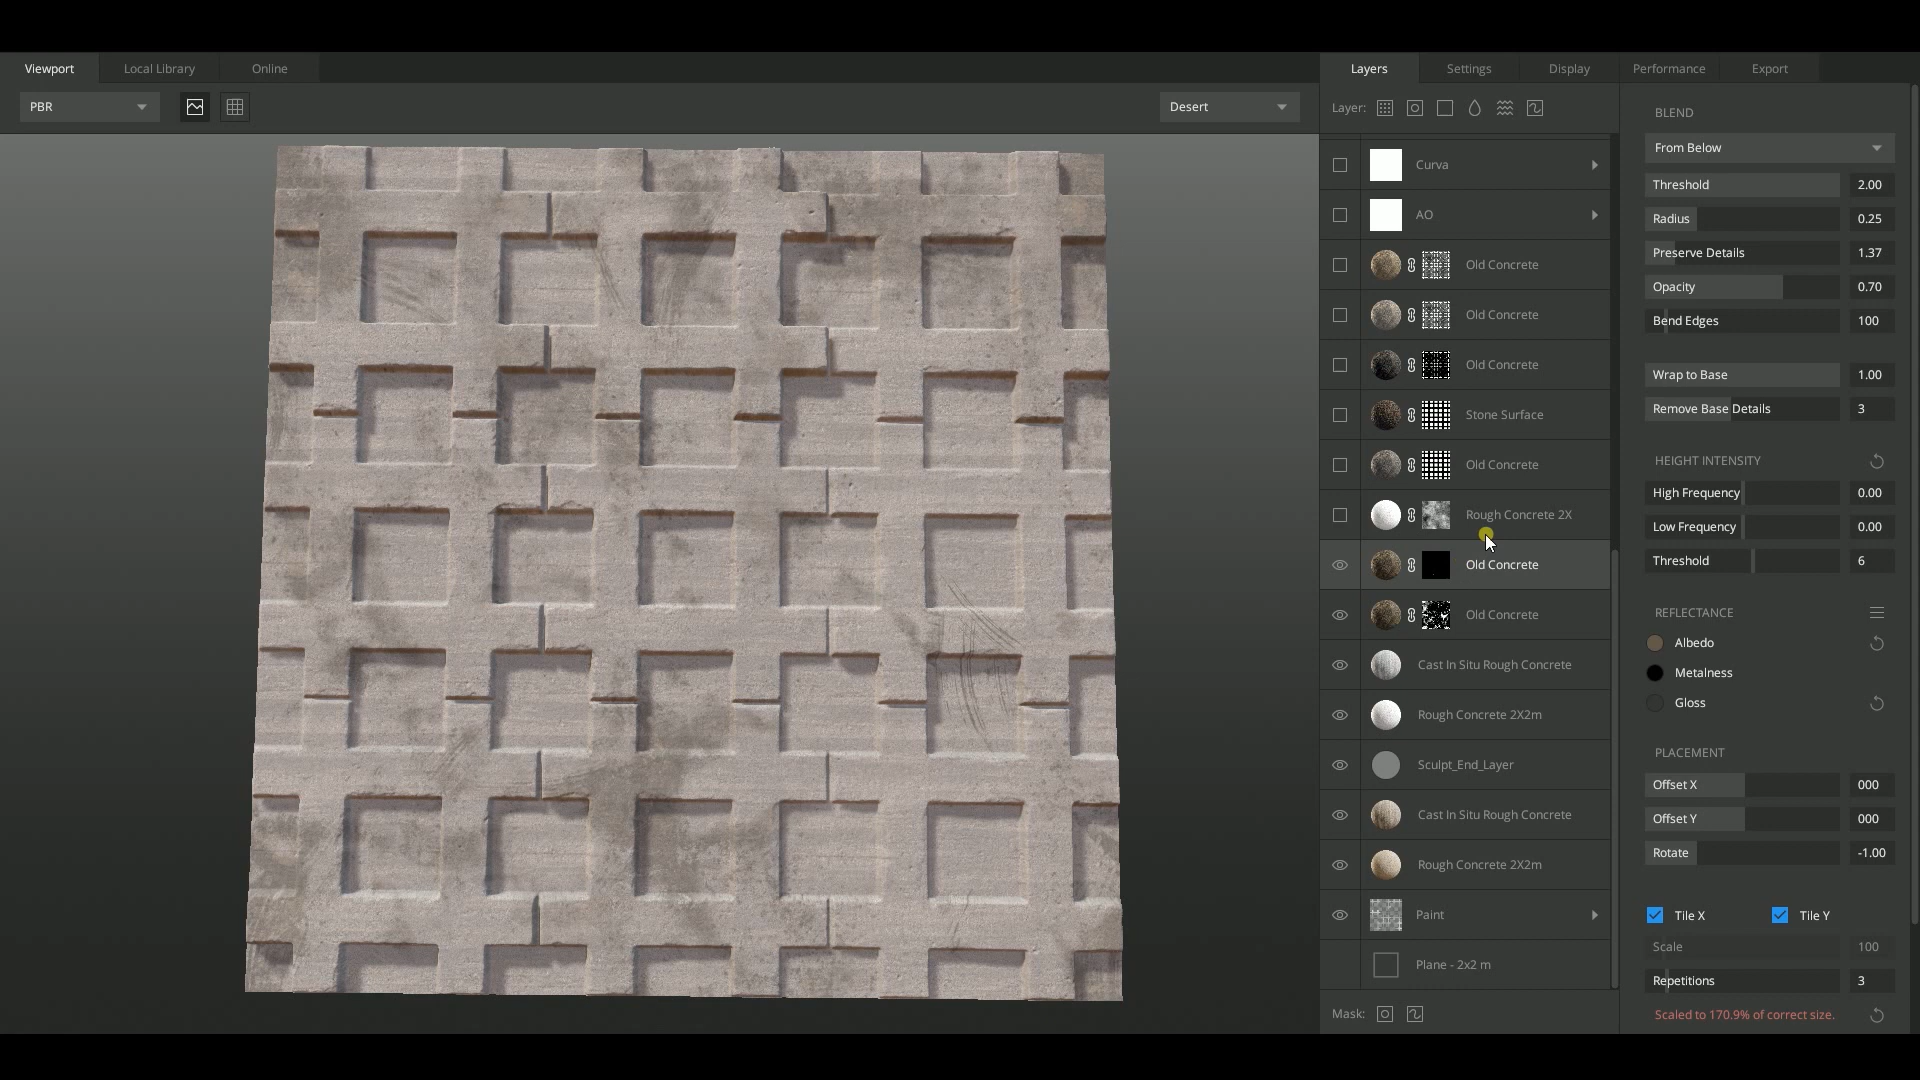 Viewport
Local Library
Online
PBR
Desert
Layers
Settings
Display
Performance
Export
Layer:
Curva
AO
Old Concrete
Old Concrete
Old Concrete
Stone Surface
Old Concrete
Rough Concrete 2X
Old Concrete
Old Concrete
Cast In Situ Rough Concrete
Rough Concrete 2X2m
Sculpt_End_Layer
Cast In Situ Rough Concrete
Rough Concrete 2X2m
Paint
Plane - 2x2 m
Mask:
BLEND
From Below
Threshold 2.00
Radius 0.25
Preserve Details 1.37
Opacity 0.70
Bend Edges 100
Wrap to Base 1.00
Remove Base Details 3
HEIGHT INTENSITY
High Frequency 0.00
Low Frequency 0.00
Threshold 6
REFLECTANCE
Albedo
Metalness
Gloss
PLACEMENT
Offset X 000
Offset Y 000
Rotate -1.00
Tile X Tile Y
Scale 100
Repetitions 3
Scaled to 170.9% of correct size.